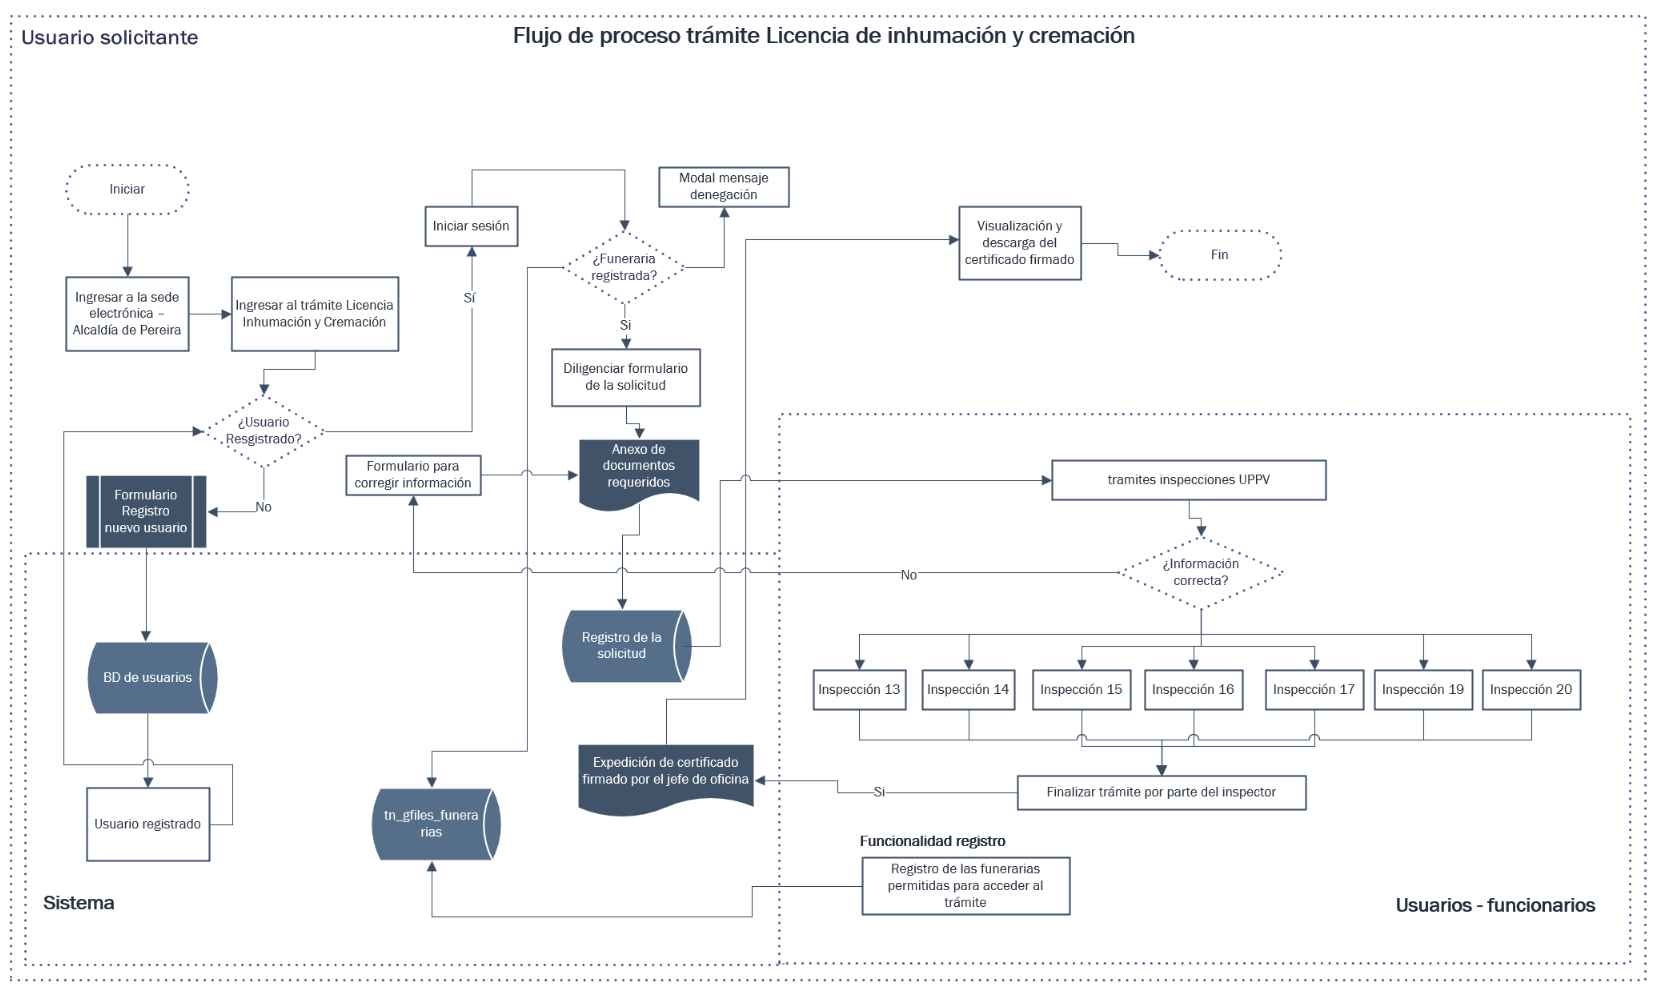 Usuario solicitante
Flujo de proceso trámite Licencia de inhumación y cremación
Iniciar
Ingresar a la sede
electrónica –
Alcaldía de Pereira
Ingresar al trámite Licencia
Inhumación y Cremación
¿Usuario
Resgistrado?
Sí
No
Formulario
Registro
nuevo usuario
BD de usuarios
Usuario registrado
Iniciar sesión
¿Funeraria
registrada?
Modal mensaje
denegación
Si
Diligenciar formulario
de la solicitud
Anexo de
documentos
requeridos
Formulario para
corregir información
Registro de la
solicitud
tramites inspecciones UPPV
¿Información
correcta?
No
Inspección 13
Inspección 14
Inspección 15
Inspección 16
Inspección 17
Inspección 19
Inspección 20
Finalizar trámite por parte del inspector
Si
Expedición de certificado
firmado por el jefe de oficina
Visualización y
descarga del
certificado firmado
Fin
tn_gfiles_funera
rias
Funcionalidad registro
Registro de las funerarias
permitidas para acceder al
trámite
Sistema
Usuarios - funcionarios